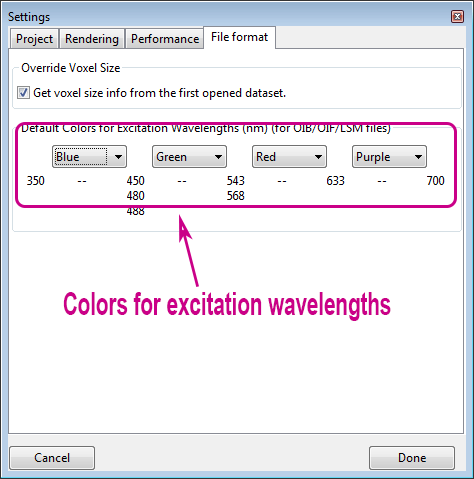 Settings
Project Rendering Performance File format
Override Voxel Size
Get voxel size info from the first opened dataset.
Default Colors for Excitation Wavelengths (nm) (for OIB/OIF/LSM files)
Blue Green Red Purple
350 -- 450 -- 543 -- 633 -- 700
480 568
488
Colors for excitation wavelengths
Cancel Done